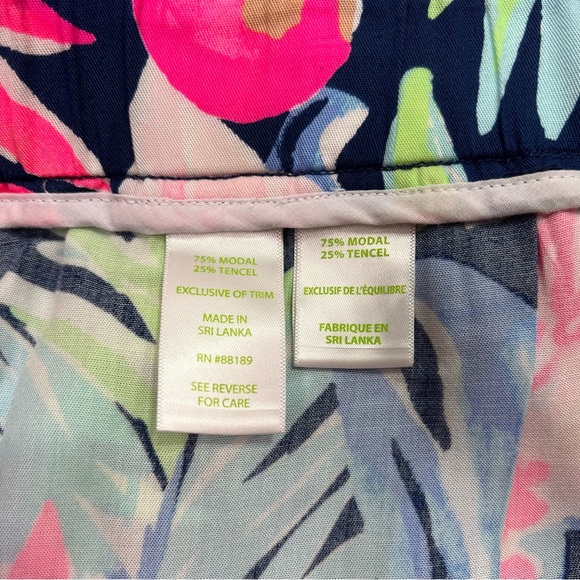 75% MODAL
25% TENCEL
EXCLUSIVE OF TRIM
MADE IN
SRI LANKA
RN #88189
SEE REVERSE
FOR CARE
75% MODAL
25% TENCEL
EXCLUSIF DE L'ÉQUILIBRE
FABRIQUE EN
SRI LANKA